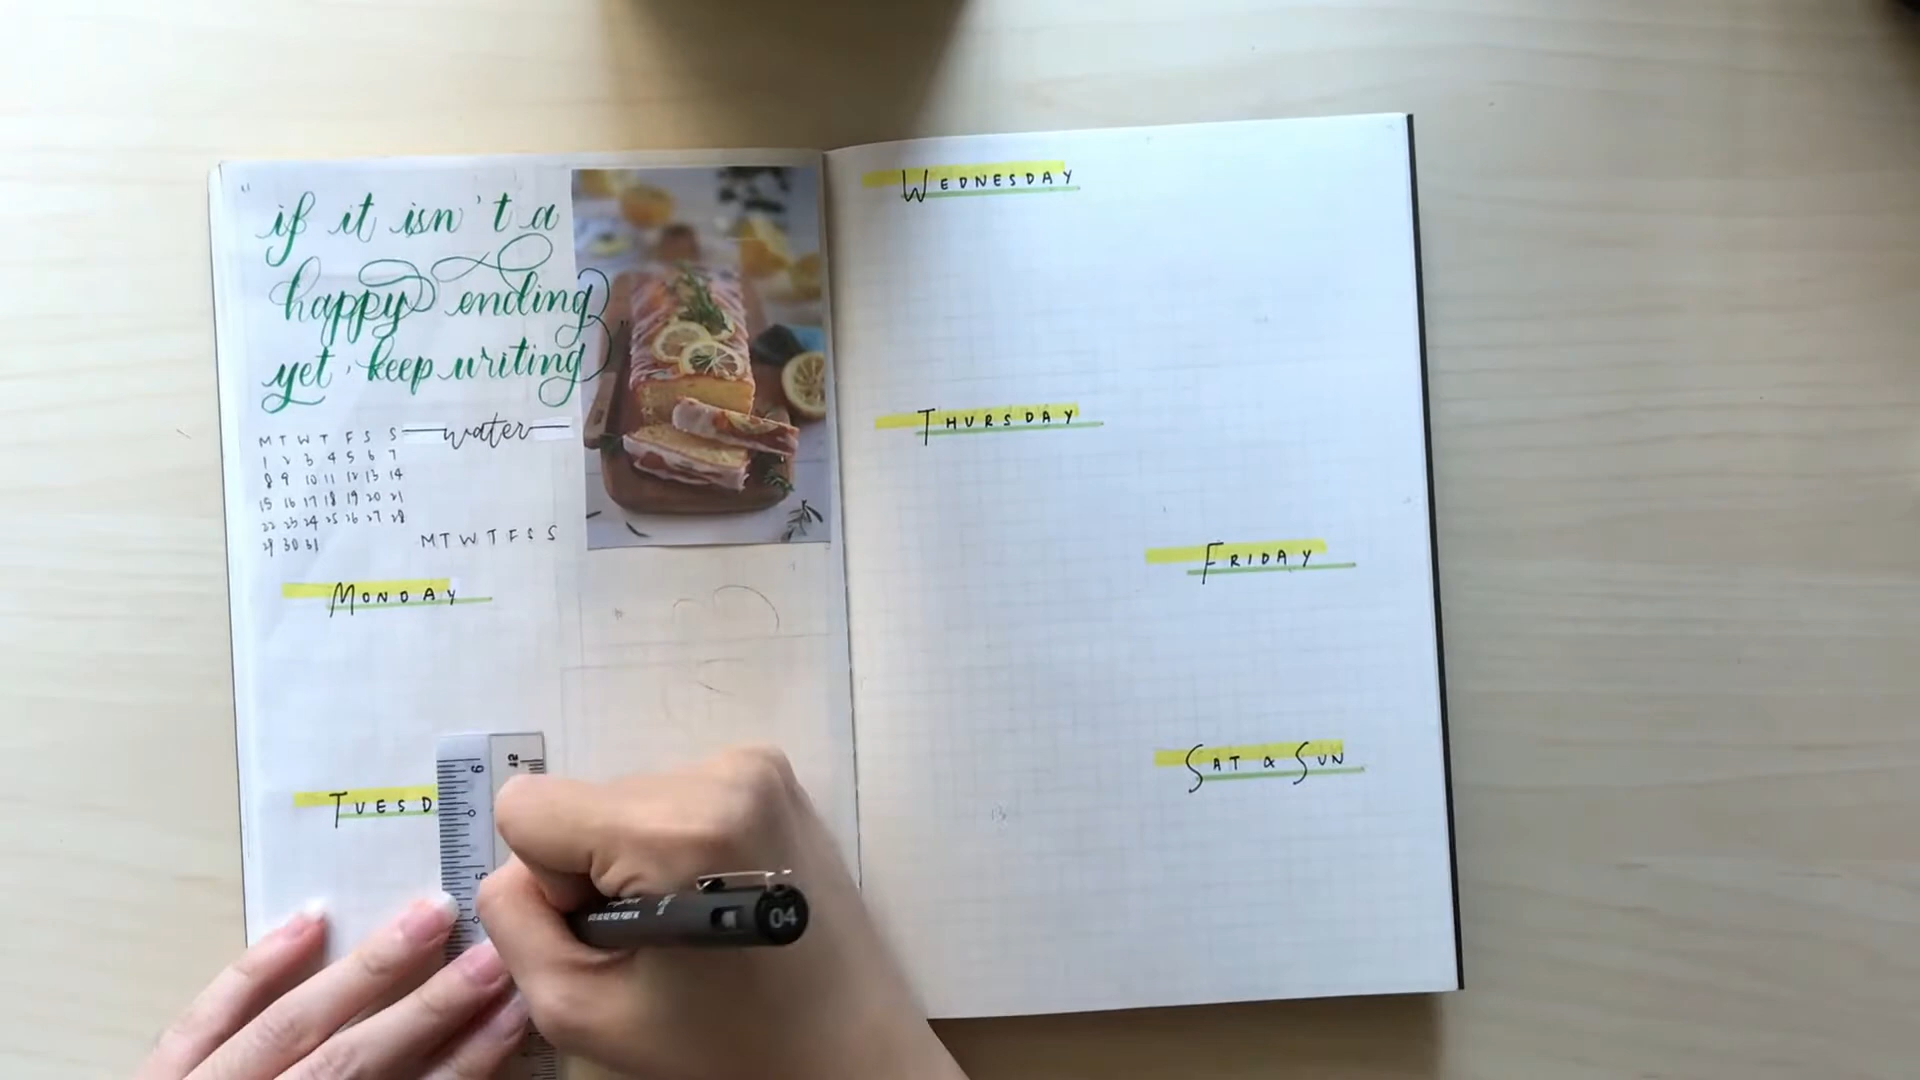 "if it isn't a
happy ending
yet, keep writing"
water
M T W T F S S
1 2 3 4 5 6 7
8 9 10 11 12 13 14
15 16 17 18 19 20 21
22 23 24 25 26 27 28
29 30 31
M T W T F S S
MONDAY
TUESD
WEDNESDAY
THURSDAY
FRIDAY
SAT & SUN
04